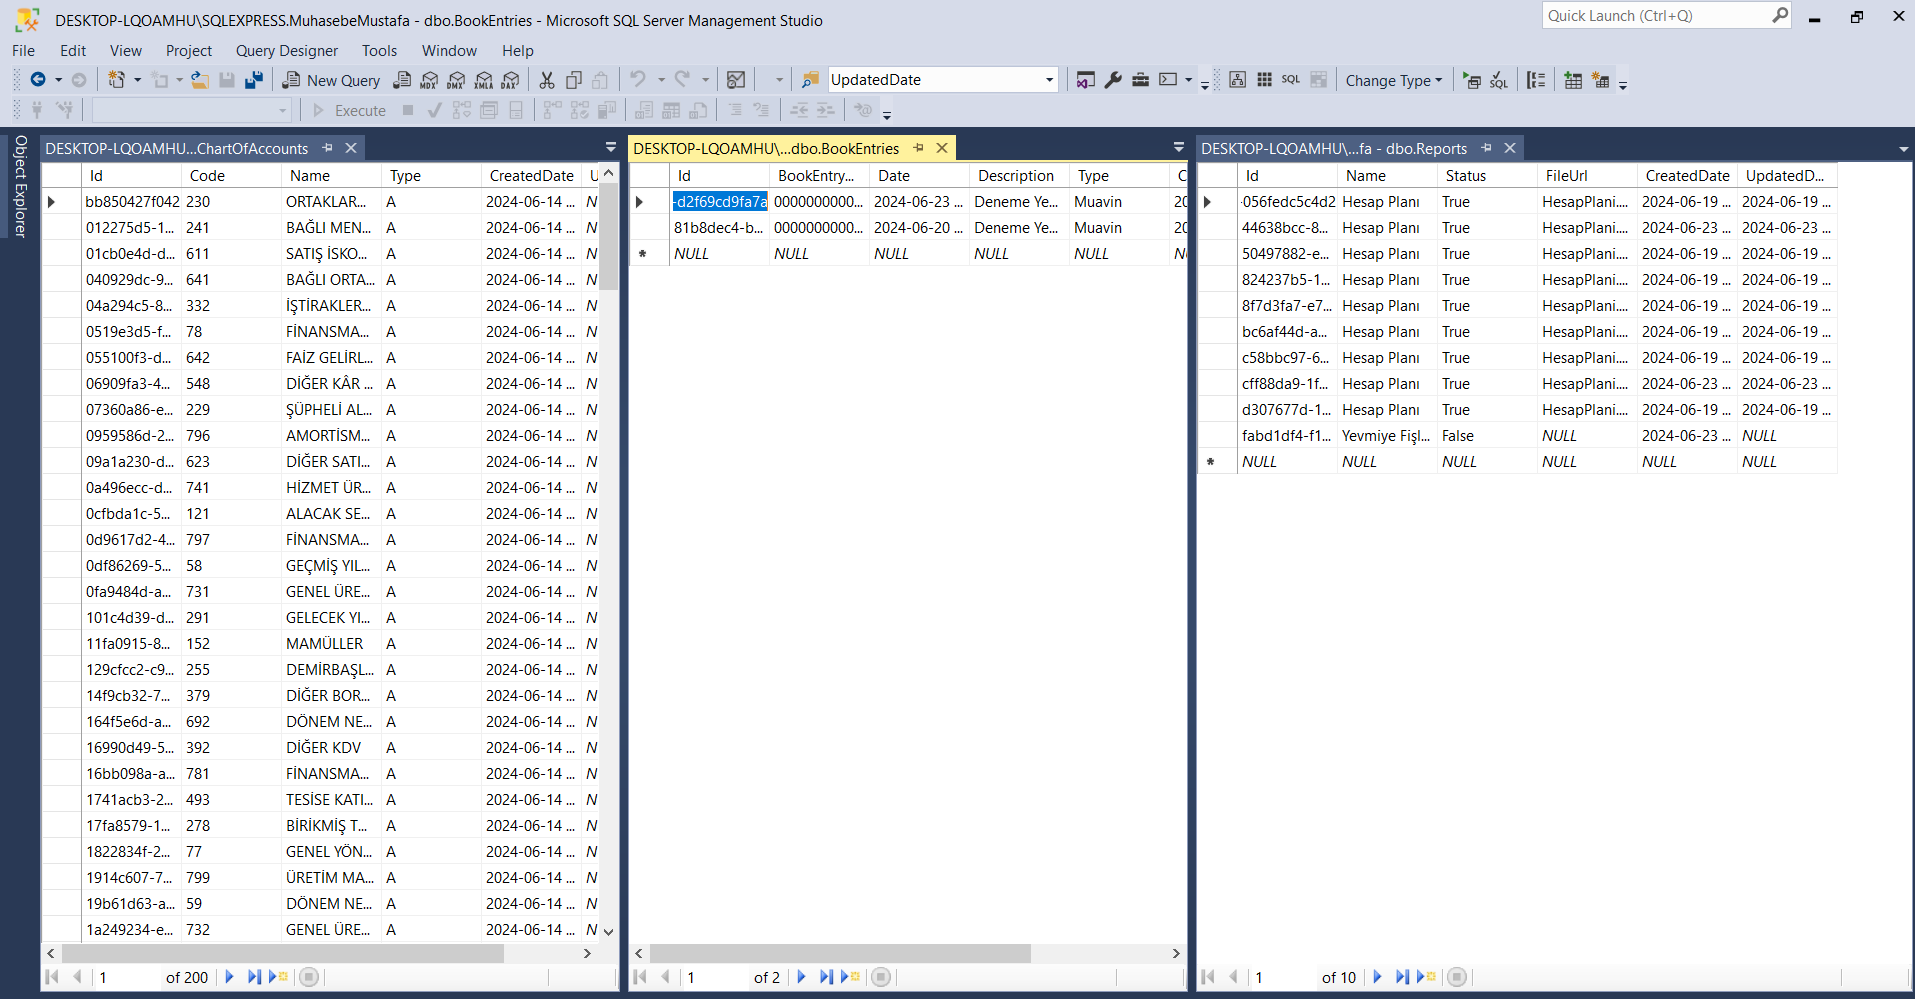 DESKTOP-LQOAMHU\SQLEXPRESS.MuhasebeMustafa - dbo.BookEntries - Microsoft SQL Server Management Studio
Quick Launch (Ctrl+Q)
File Edit View Project Query Designer Tools Window Help
New Query MDX DMX XMLA DAX UpdatedDate SQL Change Type SQL
Execute
Object Explorer
DESKTOP-LQOAMHU...ChartOfAccounts
Id Code Name Type CreatedDate U
bb850427f042 230 ORTAKLAR... A 2024-06-14 ... N
012275d5-1... 241 BAĞLI MEN... A 2024-06-14 ... N
01cb0e4d-d... 611 SATIŞ İSKO... A 2024-06-14 ... N
040929dc-9... 641 BAĞLI ORTA... A 2024-06-14 ... N
04a294c5-8... 332 İŞTİRAKLER... A 2024-06-14 ... N
0519e3d5-f... 78 FİNANSMA... A 2024-06-14 ... N
055100f3-d... 642 FAİZ GELİRL... A 2024-06-14 ... N
06909fa3-4... 548 DİĞER KÂR ... A 2024-06-14 ... N
07360a86-e... 229 ŞÜPHELİ AL... A 2024-06-14 ... N
0959586d-2... 796 AMORTİSM... A 2024-06-14 ... N
09a1a230-d... 623 DİĞER SATI... A 2024-06-14 ... N
0a496ecc-d... 741 HİZMET ÜR... A 2024-06-14 ... N
0cfbda1c-5... 121 ALACAK SE... A 2024-06-14 ... N
0d9617d2-4... 797 FİNANSMA... A 2024-06-14 ... N
0df86269-5... 58 GEÇMİŞ YIL... A 2024-06-14 ... N
0fa9484d-a... 731 GENEL ÜRE... A 2024-06-14 ... N
101c4d39-d... 291 GELECEK YI... A 2024-06-14 ... N
11fa0915-8... 152 MAMÜLLER A 2024-06-14 ... N
129cfcc2-c9... 255 DEMİRBAŞL... A 2024-06-14 ... N
14f9cb32-7... 379 DİĞER BOR... A 2024-06-14 ... N
164f5e6d-a... 692 DÖNEM NE... A 2024-06-14 ... N
16990d49-5... 392 DİĞER KDV A 2024-06-14 ... N
16bb098a-a... 781 FİNANSMA... A 2024-06-14 ... N
1741acb3-2... 493 TESİSE KATI... A 2024-06-14 ... N
17fa8579-1... 278 BİRİKMİŞ T... A 2024-06-14 ... N
1822834f-2... 77 GENEL YÖN... A 2024-06-14 ... N
1914c607-7... 799 ÜRETİM MA... A 2024-06-14 ... N
19b61d63-a... 59 DÖNEM NE... A 2024-06-14 ... N
1a249234-e... 732 GENEL ÜRE... A 2024-06-14 ... N
1 of 200
DESKTOP-LQOAMHU\...dbo.BookEntries
Id BookEntry... Date Description Type C
-d2f69cd9fa7a 0000000000... 2024-06-23 ... Deneme Ye... Muavin 20
81b8dec4-b... 0000000000... 2024-06-20 ... Deneme Ye... Muavin 20
* NULL NULL NULL NULL NULL N
1 of 2
DESKTOP-LQOAMHU\...fa - dbo.Reports
Id Name Status FileUrl CreatedDate UpdatedD...
-056fedc5c4d2 Hesap Planı True HesapPlani.... 2024-06-19 ... 2024-06-19 ...
44638bcc-8... Hesap Planı True HesapPlani.... 2024-06-23 ... 2024-06-23 ...
50497882-e... Hesap Planı True HesapPlani.... 2024-06-19 ... 2024-06-19 ...
824237b5-1... Hesap Planı True HesapPlani.... 2024-06-19 ... 2024-06-19 ...
8f7d3fa7-e7... Hesap Planı True HesapPlani.... 2024-06-19 ... 2024-06-19 ...
bc6af44d-a... Hesap Planı True HesapPlani.... 2024-06-19 ... 2024-06-19 ...
c58bbc97-6... Hesap Planı True HesapPlani.... 2024-06-19 ... 2024-06-19 ...
cff88da9-1f... Hesap Planı True HesapPlani.... 2024-06-23 ... 2024-06-23 ...
d307677d-1... Hesap Planı True HesapPlani.... 2024-06-19 ... 2024-06-19 ...
fabd1df4-f1... Yevmiye Fişl... False NULL 2024-06-23 ... NULL
* NULL NULL NULL NULL NULL NULL
1 of 10